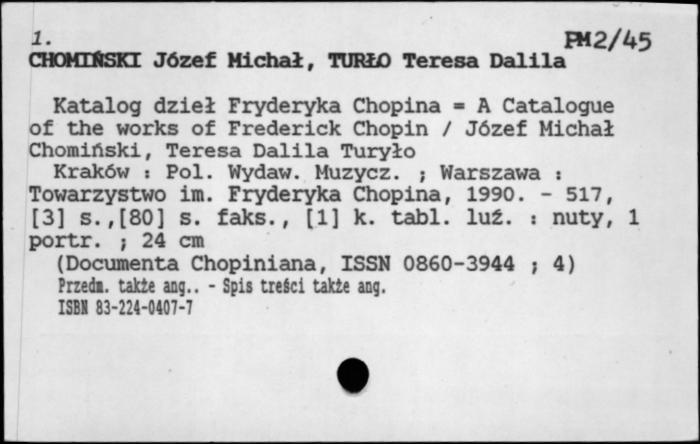 1. PM2/45
CHOMIŃSKI Józef Michał, TURŁO Teresa Dalila
Katalog dzieł Fryderyka Chopina = A Catalogue
of the works of Frederick Chopin / Józef Michał
Chomiński, Teresa Dalila Turyło
Kraków : Pol. Wydaw. Muzycz. ; Warszawa :
Towarzystwo im. Fryderyka Chopina, 1990. - 517,
[3] s.,[80] s. faks., [1] k. tabl. luź. : nuty, 1
portr. ; 24 cm
(Documenta Chopiniana, ISSN 0860-3944 ; 4)
Przedm. także ang.. - Spis treści także ang.
ISBN 83-224-0407-7